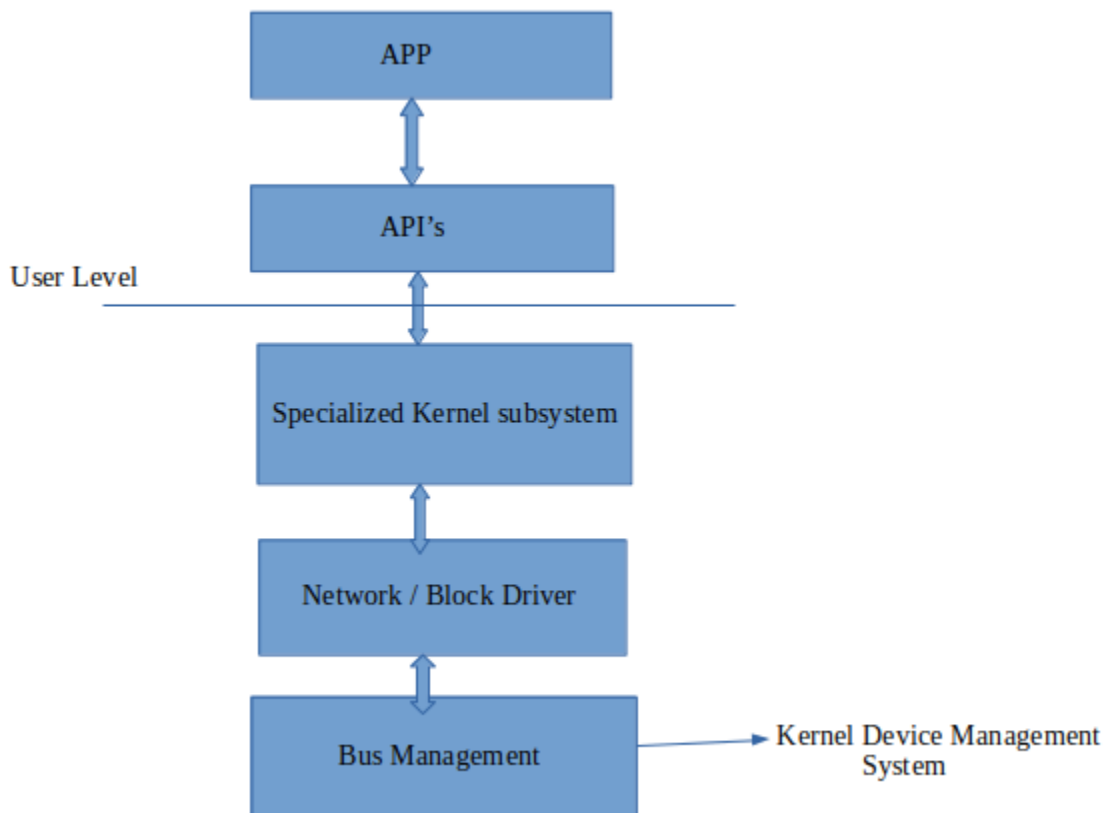 APP
API’s
User Level
Specialized Kernel subsystem
Network / Block Driver
Bus Management
Kernel Device Management
System